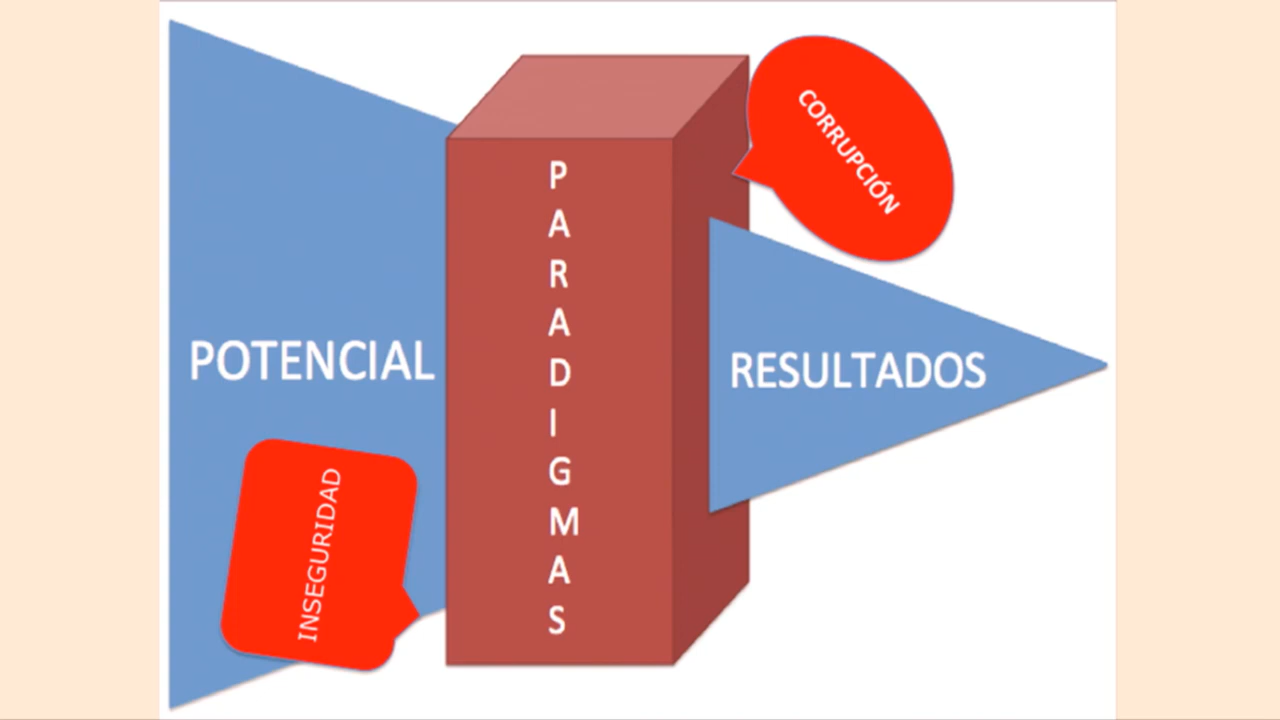 POTENCIAL
INSEGURIDAD
PARADIGMAS
CORRUPCIÓN
RESULTADOS